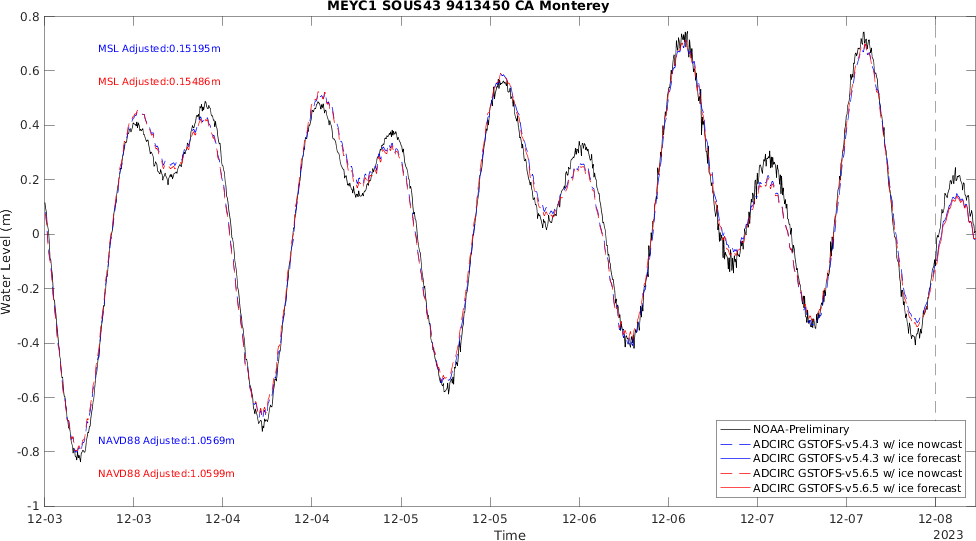 MEYC1 SOUS43 9413450 CA Monterey
0.8
0.6
0.4
0.2
0
-0.2
-0.4
-0.6
-0.8
-1
Water Level (m)
MSL Adjusted:0.15195m
MSL Adjusted:0.15486m
NAVD88 Adjusted:1.0569m
NAVD88 Adjusted:1.0599m
NOAA-Preliminary
ADCIRC GSTOFS-v5.4.3 w/ ice nowcast
ADCIRC GSTOFS-v5.4.3 w/ ice forecast
ADCIRC GSTOFS-v5.6.5 w/ ice nowcast
ADCIRC GSTOFS-v5.6.5 w/ ice forecast
12-03 12-03 12-04 12-04 12-05 12-05 12-06 12-06 12-07 12-07 12-08
Time
2023